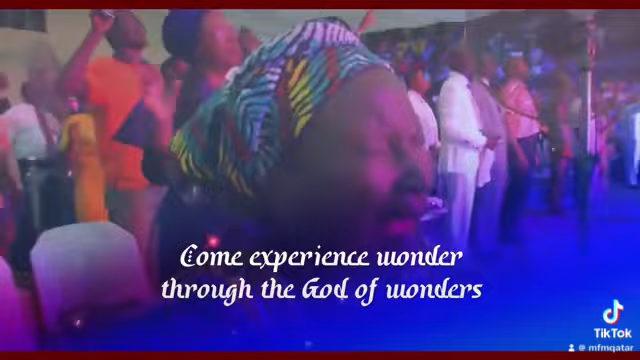 Come experience wonder
through the God of wonders
TikTok
@ mfmqatar